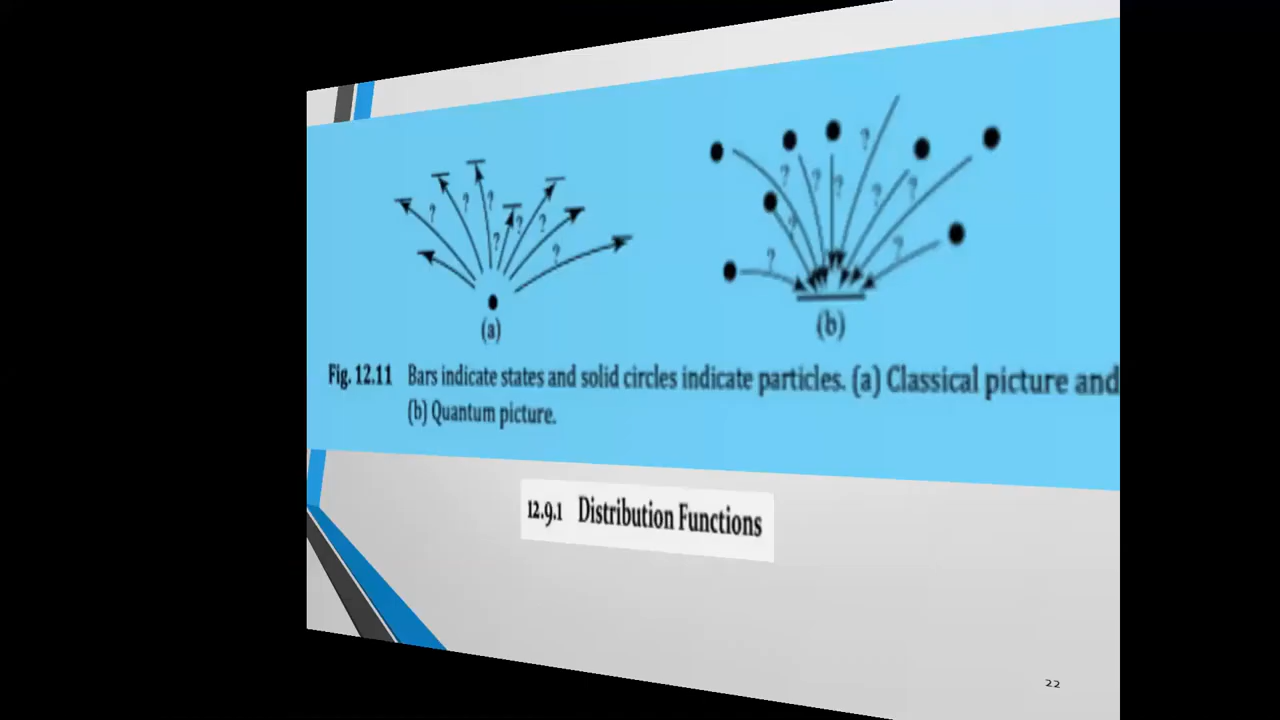 ? ? ? ? ? ? ?
(a)
? ? ? ? ? ? ? ? ?
(b)
Fig. 12.11 Bars indicate states and solid circles indicate particles. (a) Classical picture and
(b) Quantum picture.
12.9.1 Distribution Functions
22